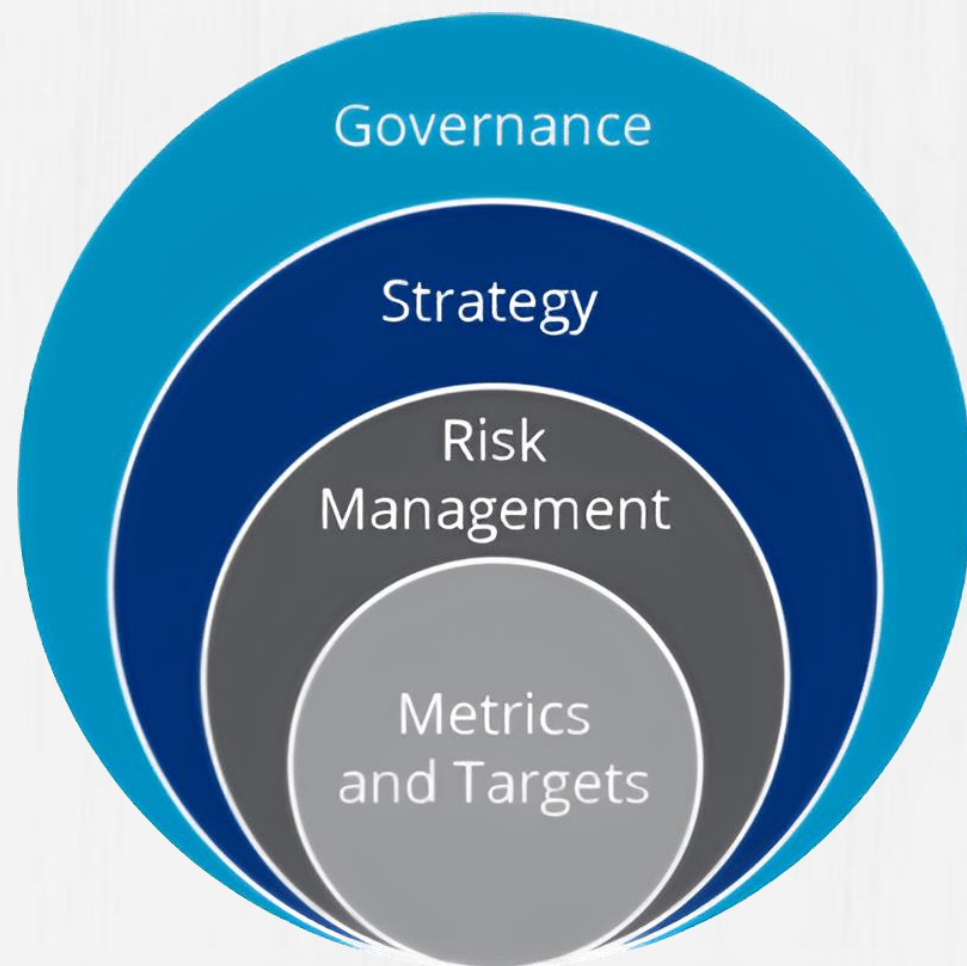 Governance
Strategy
Risk
Management
Metrics
and Targets